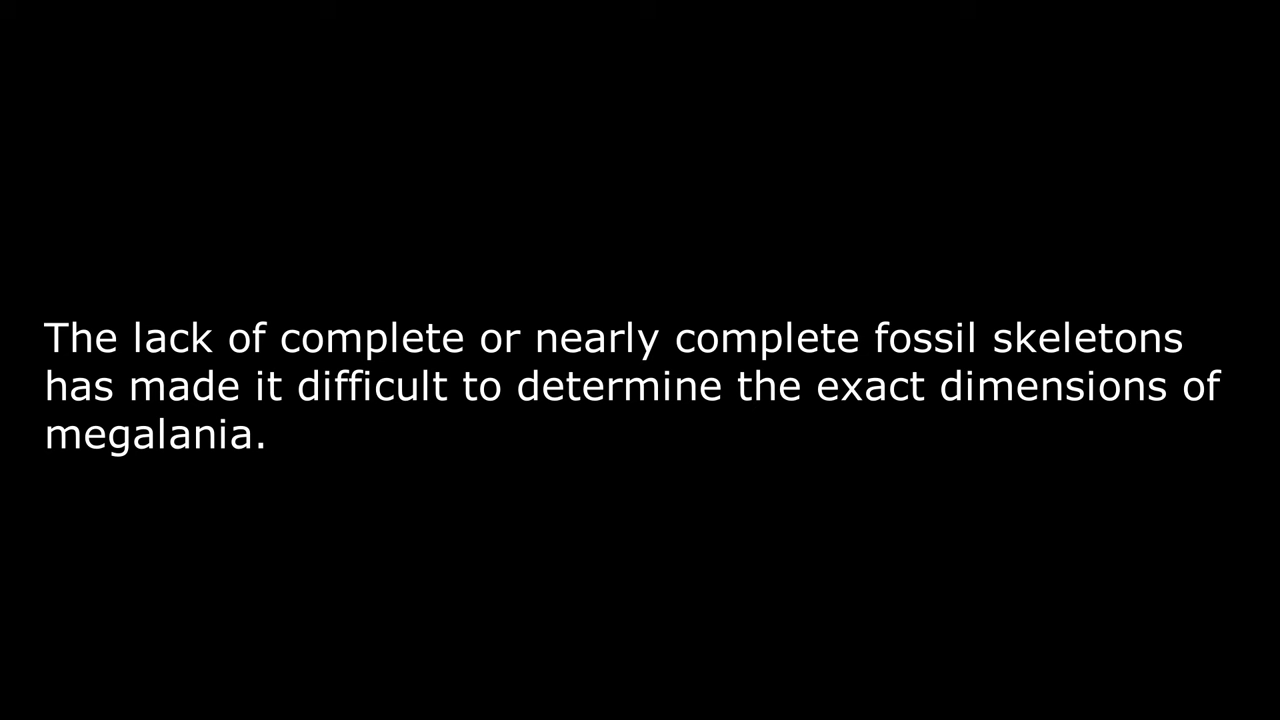 The lack of complete or nearly complete fossil skeletons
has made it difficult to determine the exact dimensions of
megalania.